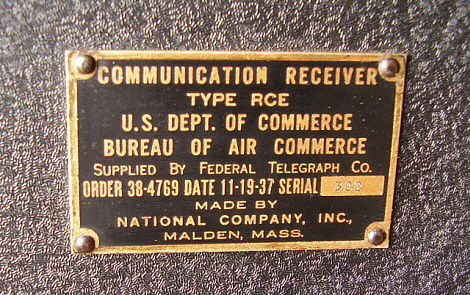 COMMUNICATION RECEIVER
TYPE RCE
U.S. DEPT. OF COMMERCE
BUREAU OF AIR COMMERCE
SUPPLIED BY FEDERAL TELEGRAPH CO.
ORDER 38-4769 DATE 11-19-37 SERIAL
MADE BY
NATIONAL COMPANY, INC.,
MALDEN, MASS.